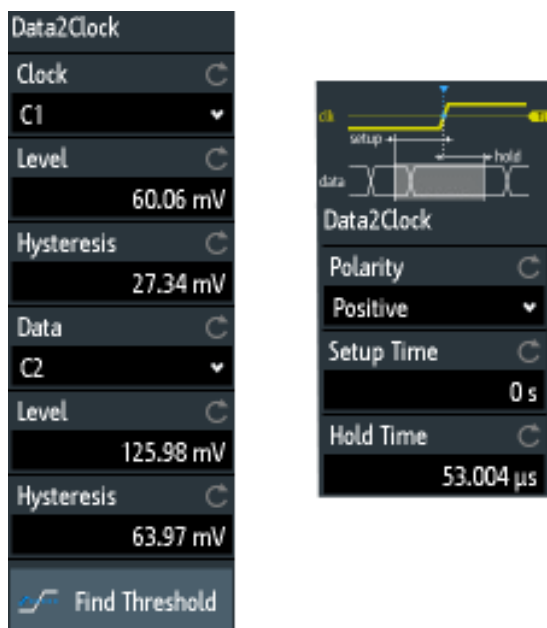 Data2Clock
Clock
C1
Level
60.06 mV
Hysteresis
27.34 mV
Data
C2
Level
125.98 mV
Hysteresis
63.97 mV
Find Threshold
clk
setup
hold
data
Data2Clock
Polarity
Positive
Setup Time
0 s
Hold Time
53.004 µs